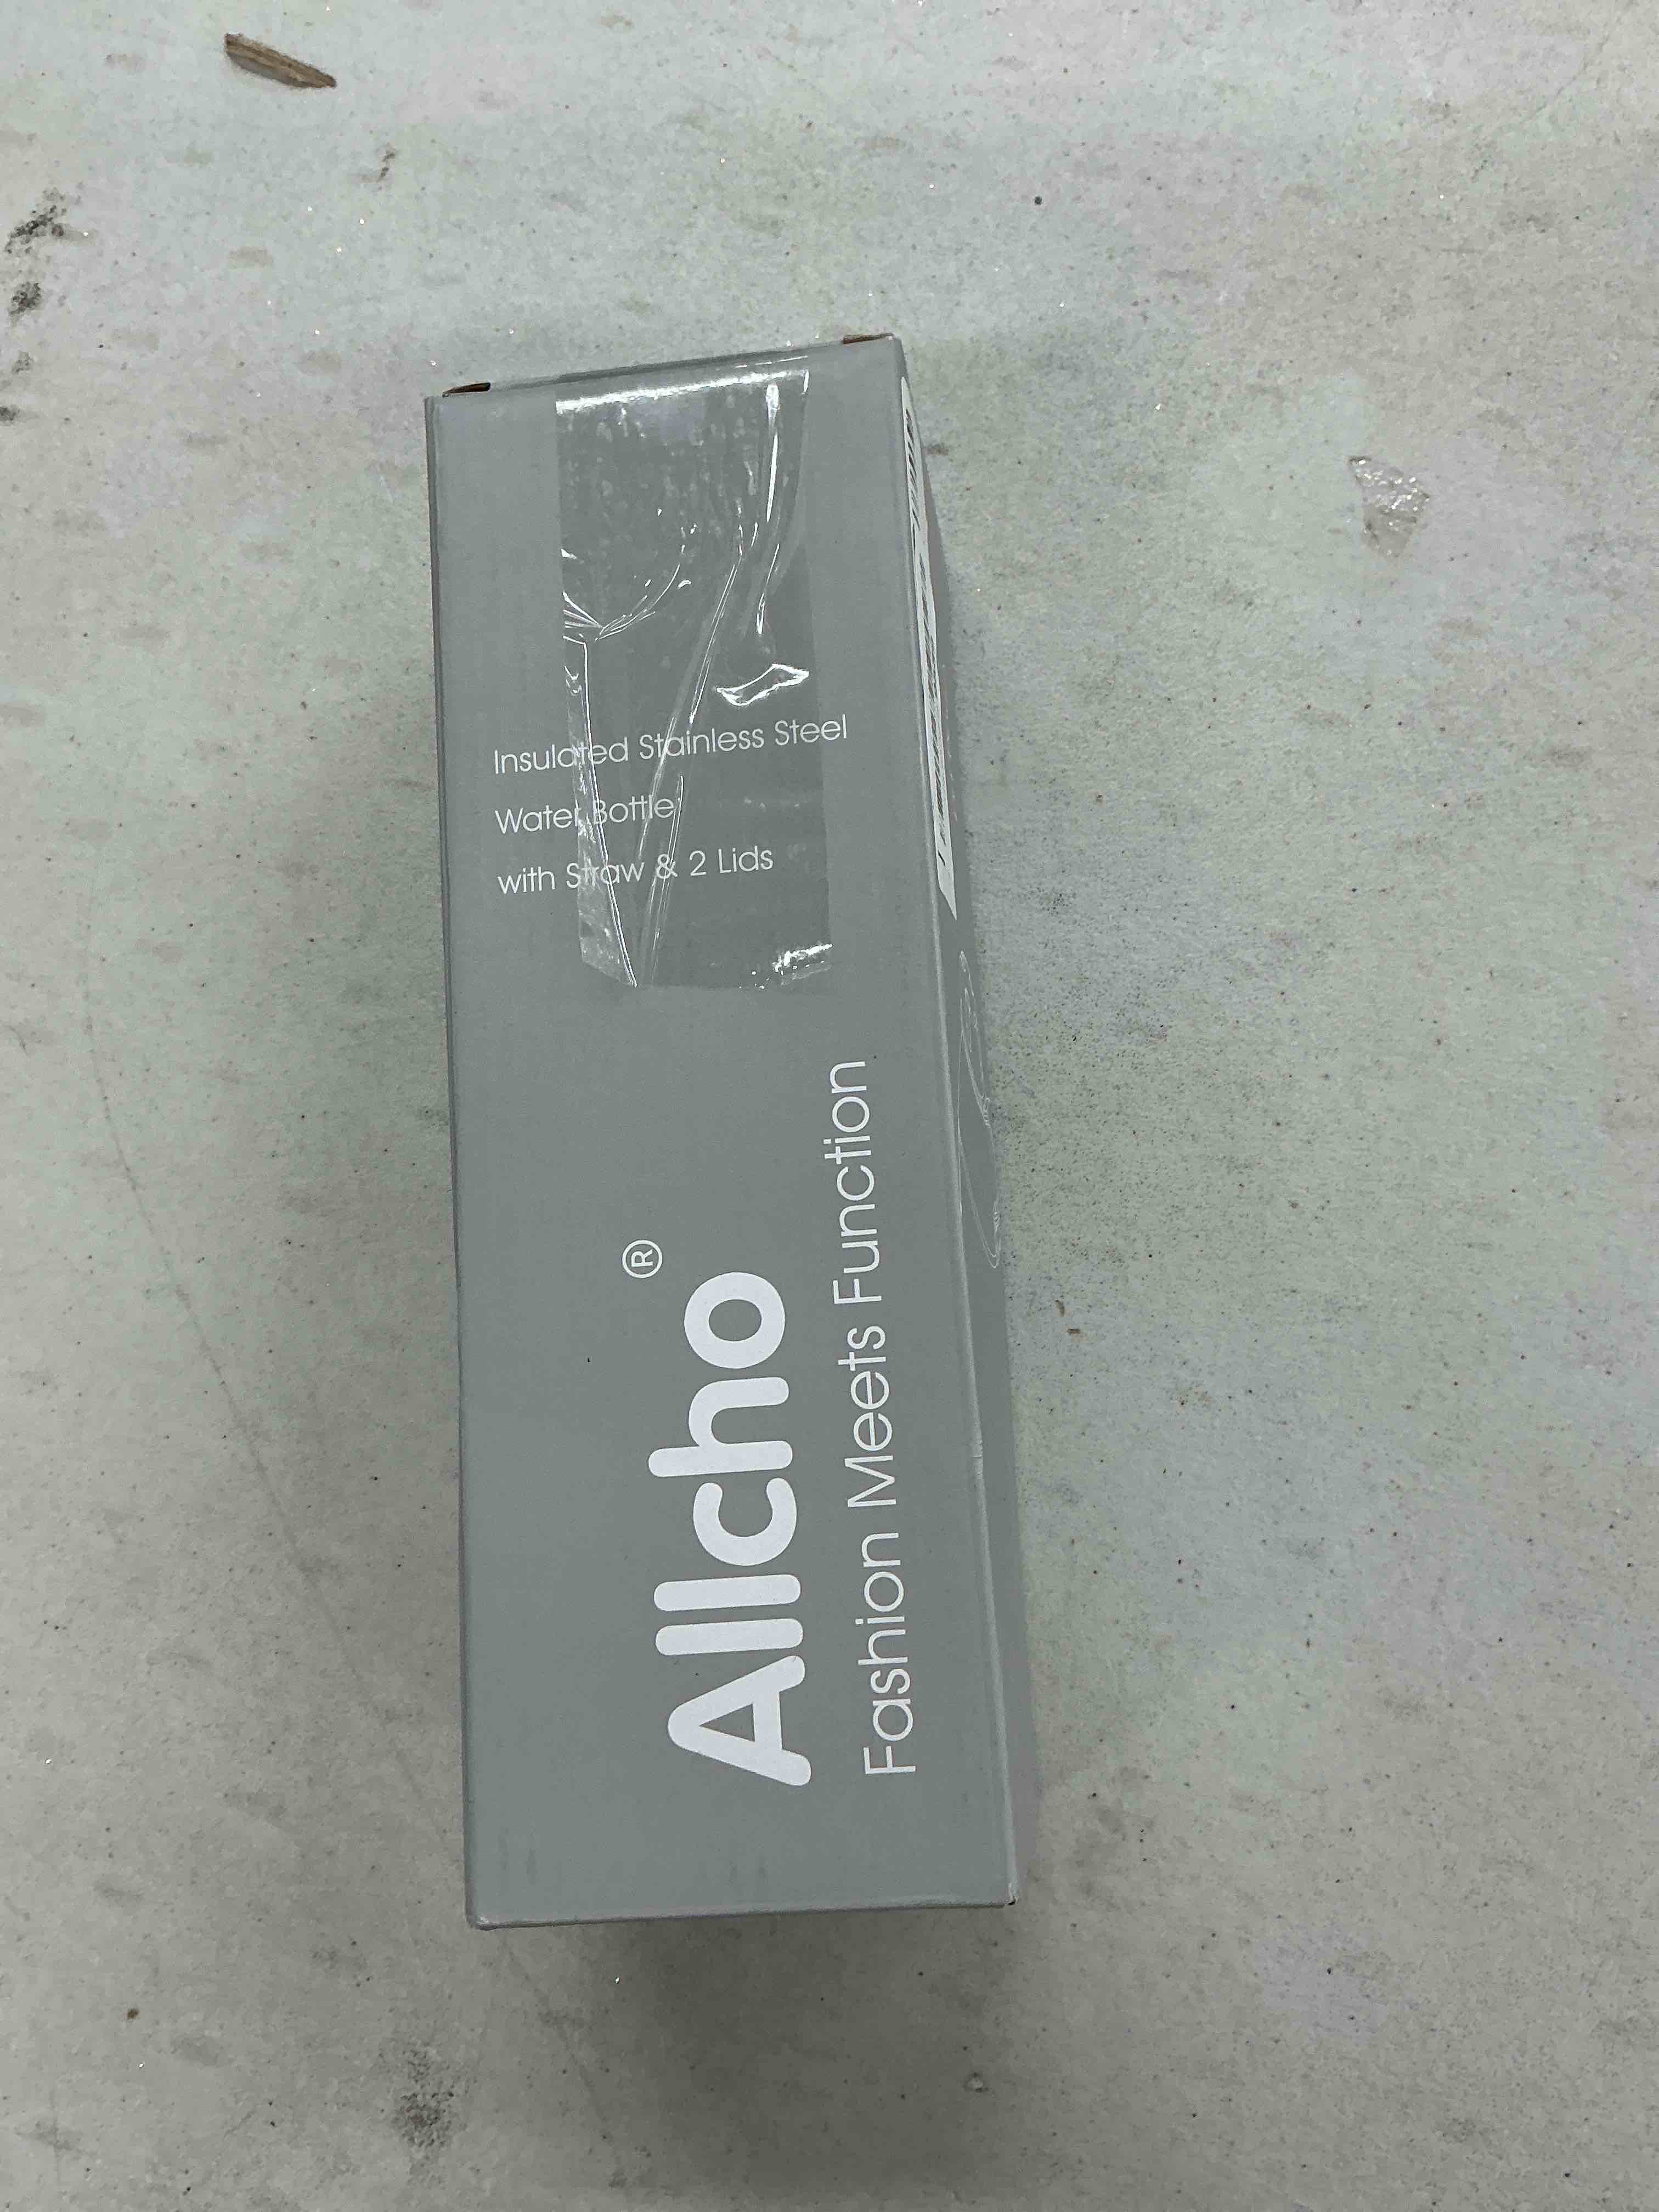 Insulated Stainless Steel
Water Bottle
with Straw & 2 Lids
Allcho®
Fashion Meets Function